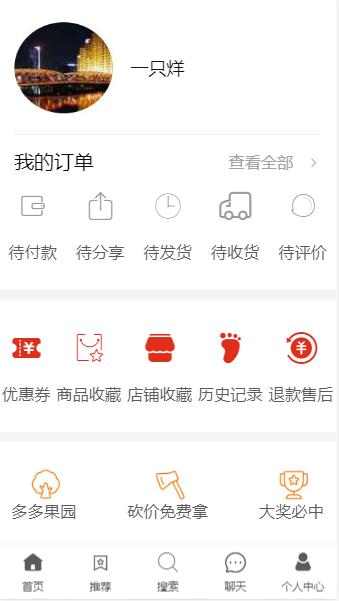 一只烊
我的订单 查看全部
待付款 待分享 待发货 待收货 待评价
优惠券 商品收藏 店铺收藏 历史记录 退款售后
多多果园 砍价免费拿 大奖必中
首页 推荐 搜索 聊天 个人中心